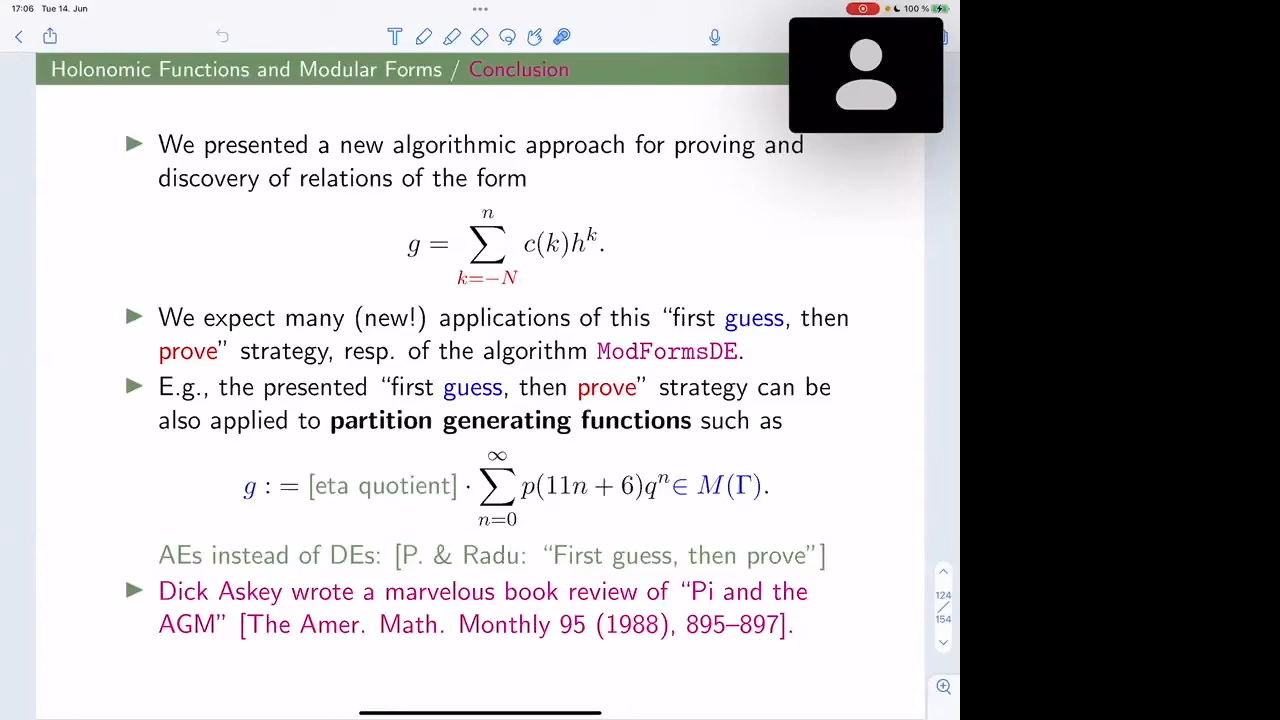 17:06 Tue 14. Jun
100 %
Holonomic Functions and Modular Forms / Conclusion
▶ We presented a new algorithmic approach for proving and
discovery of relations of the form
g = \sum_{k=-N}^{n} c(k)h^k.
▶ We expect many (new!) applications of this “first guess, then
prove” strategy, resp. of the algorithm ModFormsDE.
▶ E.g., the presented “first guess, then prove” strategy can be
also applied to partition generating functions such as
g := [eta quotient] · \sum_{n=0}^{∞} p(11n + 6)q^n ∈ M(Γ).
AEs instead of DEs: [P. & Radu: “First guess, then prove”]
▶ Dick Askey wrote a marvelous book review of “Pi and the
AGM” [The Amer. Math. Monthly 95 (1988), 895–897].
124
/
154